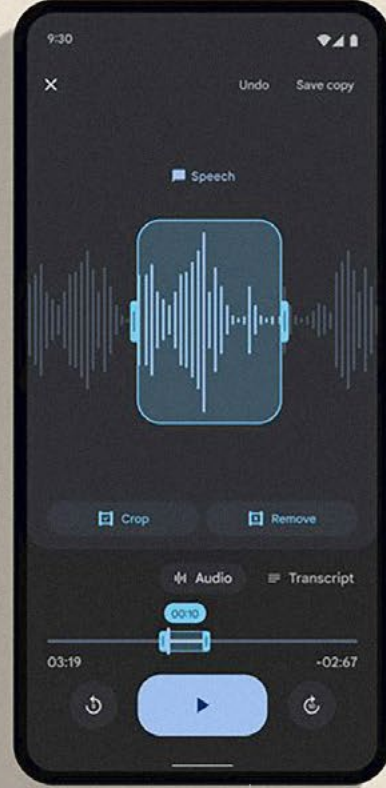 9:30
Undo Save copy
Speech
Crop Remove
Audio Transcript
00:10
03:19 -02:67